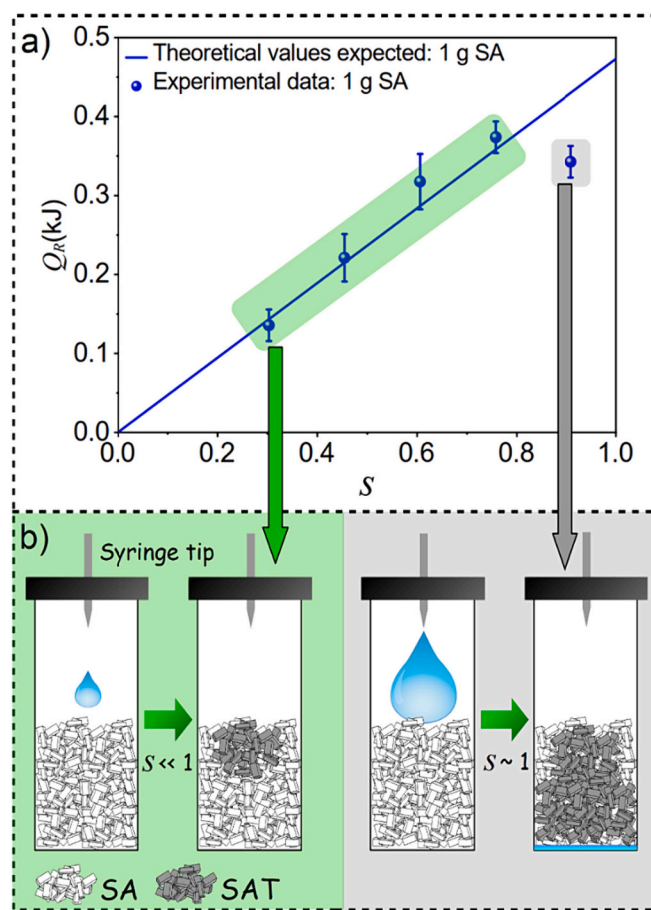 a)
Theoretical values expected: 1 g SA
Experimental data: 1 g SA
Q_R(kJ)
0.5
0.4
0.3
0.2
0.1
0.0
0.0 0.2 0.4 0.6 0.8 1.0
S
b)
Syringe tip
S << 1
S ~ 1
SA SAT